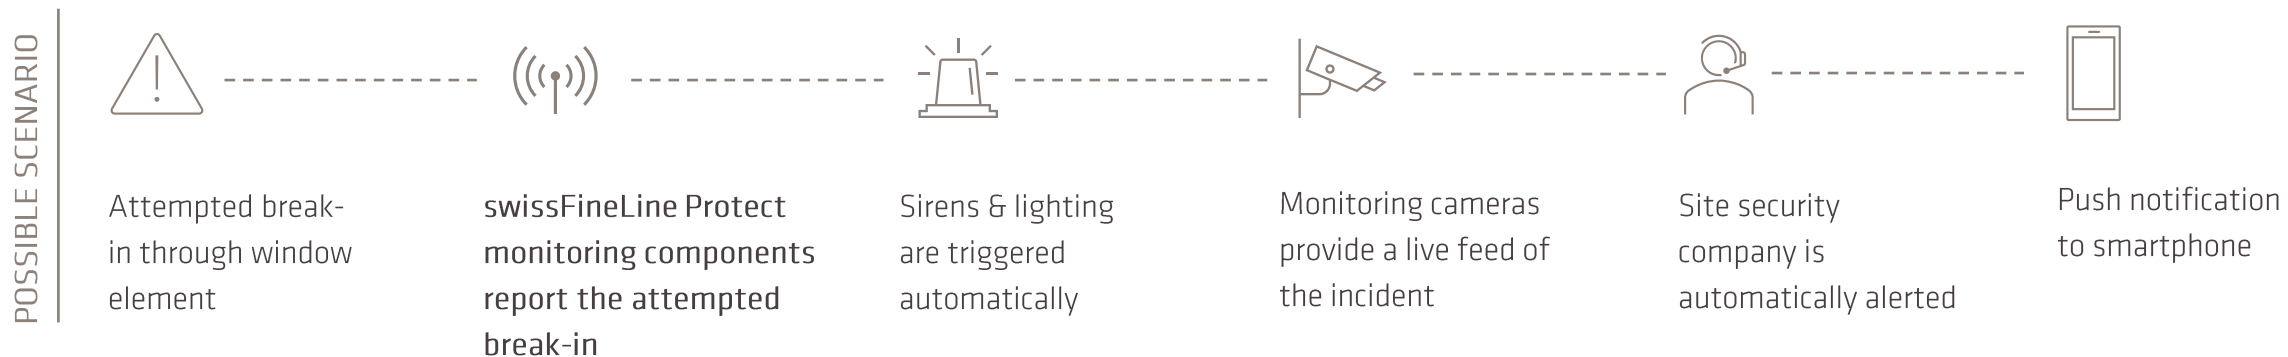 POSSIBLE SCENARIO
Attempted break-
in through window
element
swissFineLine Protect
monitoring components
report the attempted
break-in
Sirens & lighting
are triggered
automatically
Monitoring cameras
provide a live feed of
the incident
Site security
company is
automatically alerted
Push notification
to smartphone